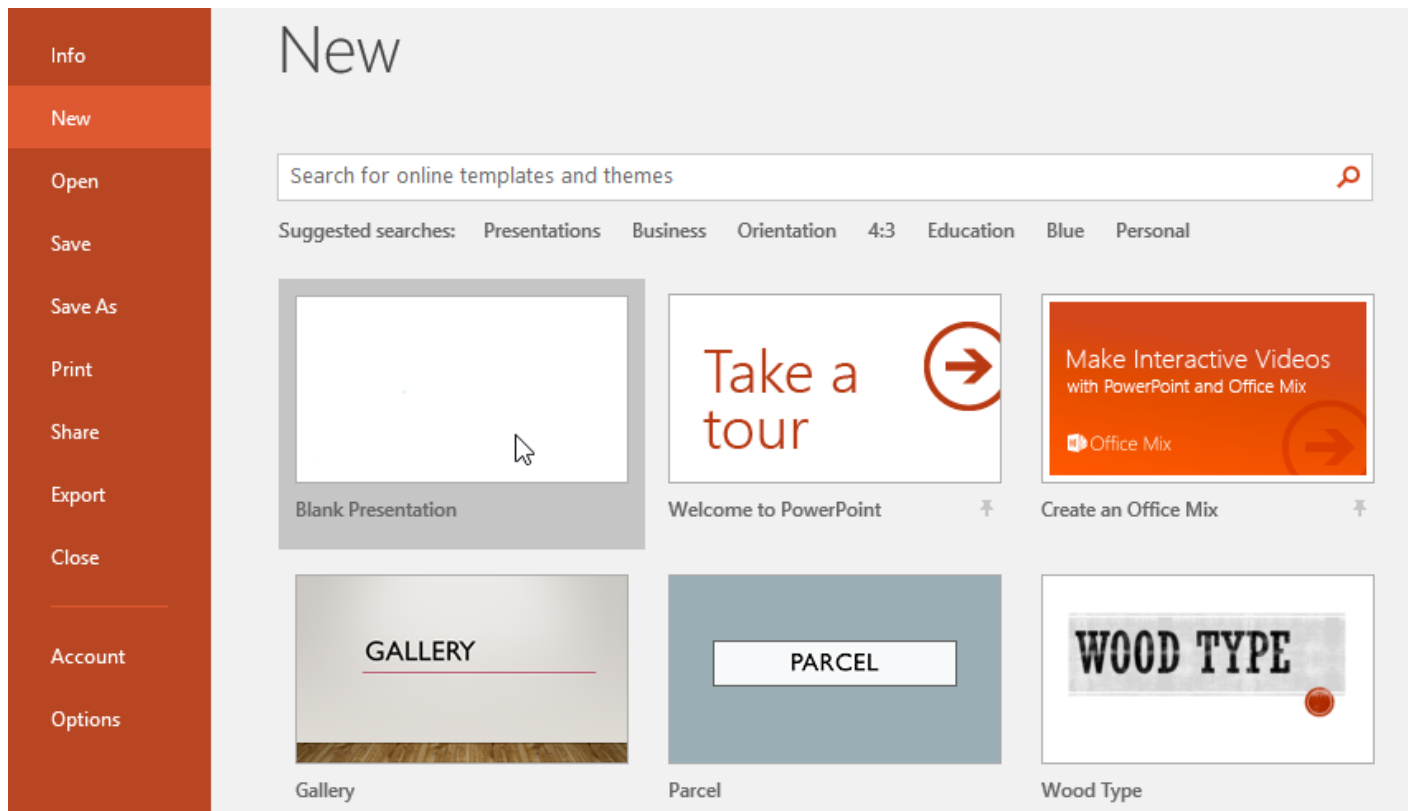 Info
New
Open
Save
Save As
Print
Share
Export
Close
Account
Options
New
Search for online templates and themes
Suggested searches: Presentations Business Orientation 4:3 Education Blue Personal
Take a
tour
Make Interactive Videos
with PowerPoint and Office Mix
Office Mix
Blank Presentation
Welcome to PowerPoint
Create an Office Mix
GALLERY
PARCEL
WOOD TYPE
Gallery
Parcel
Wood Type